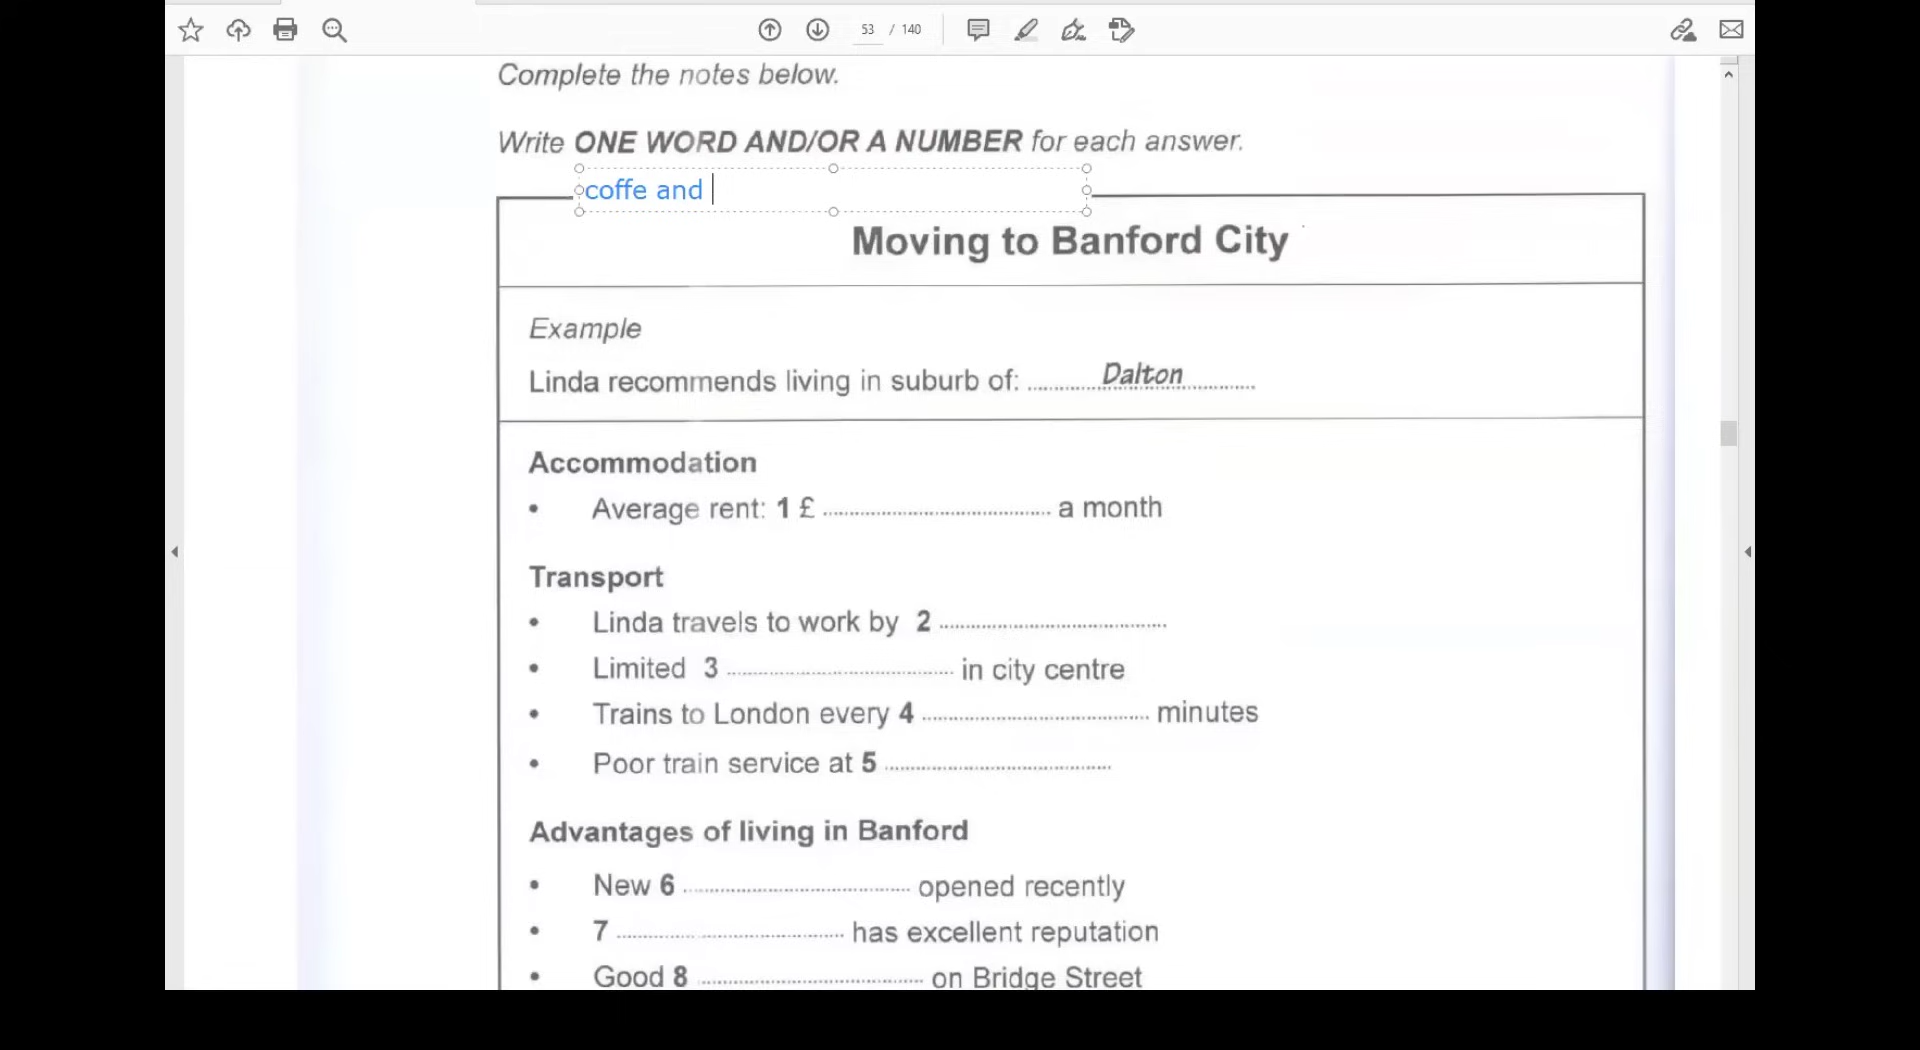 53 / 140
Complete the notes below.
Write ONE WORD AND/OR A NUMBER for each answer.
coffe and
Moving to Banford City
Example
Linda recommends living in suburb of: Dalton
Accommodation
• Average rent: 1 £ .................... a month
Transport
• Linda travels to work by 2 ....................
• Limited 3 .................... in city centre
• Trains to London every 4 .................... minutes
• Poor train service at 5 ....................
Advantages of living in Banford
• New 6 .................... opened recently
• 7 .................... has excellent reputation
• Good 8 .................... on Bridge Street